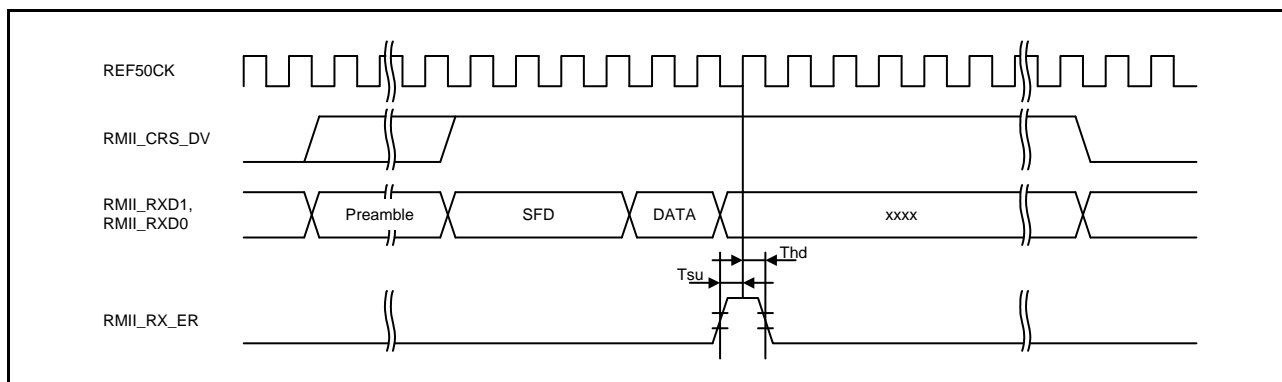 REF50CK
RMII_CRS_DV
RMII_RXD1,
RMII_RXD0
Preamble
SFD
DATA
xxxx
Tsu
Thd
RMII_RX_ER